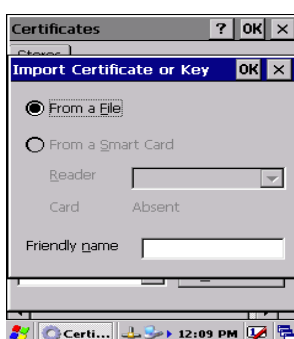 Certificates ? OK ×
Stores
Import Certificate or Key OK ×
From a File
From a Smart Card
Reader
Card Absent
Friendly name
Certi... 12:09 PM